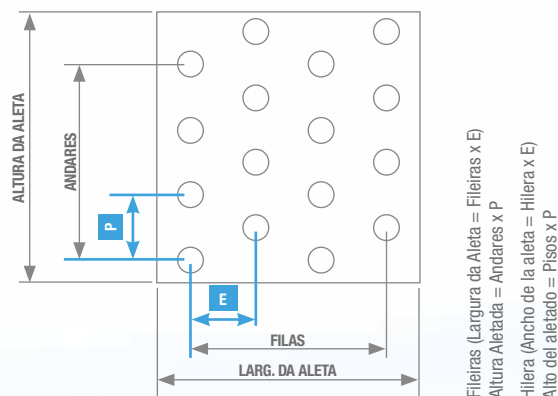 ALTURA DA ALETA
ANDARES
P
E
FILAS
LARG. DA ALETA
Fileiras (Largura da Aleta = Fileiras x E)
Altura Aletada = Andares x P
Hilera (Ancho de la aleta = Hilera x E)
Alto del aletado = Pisos x P